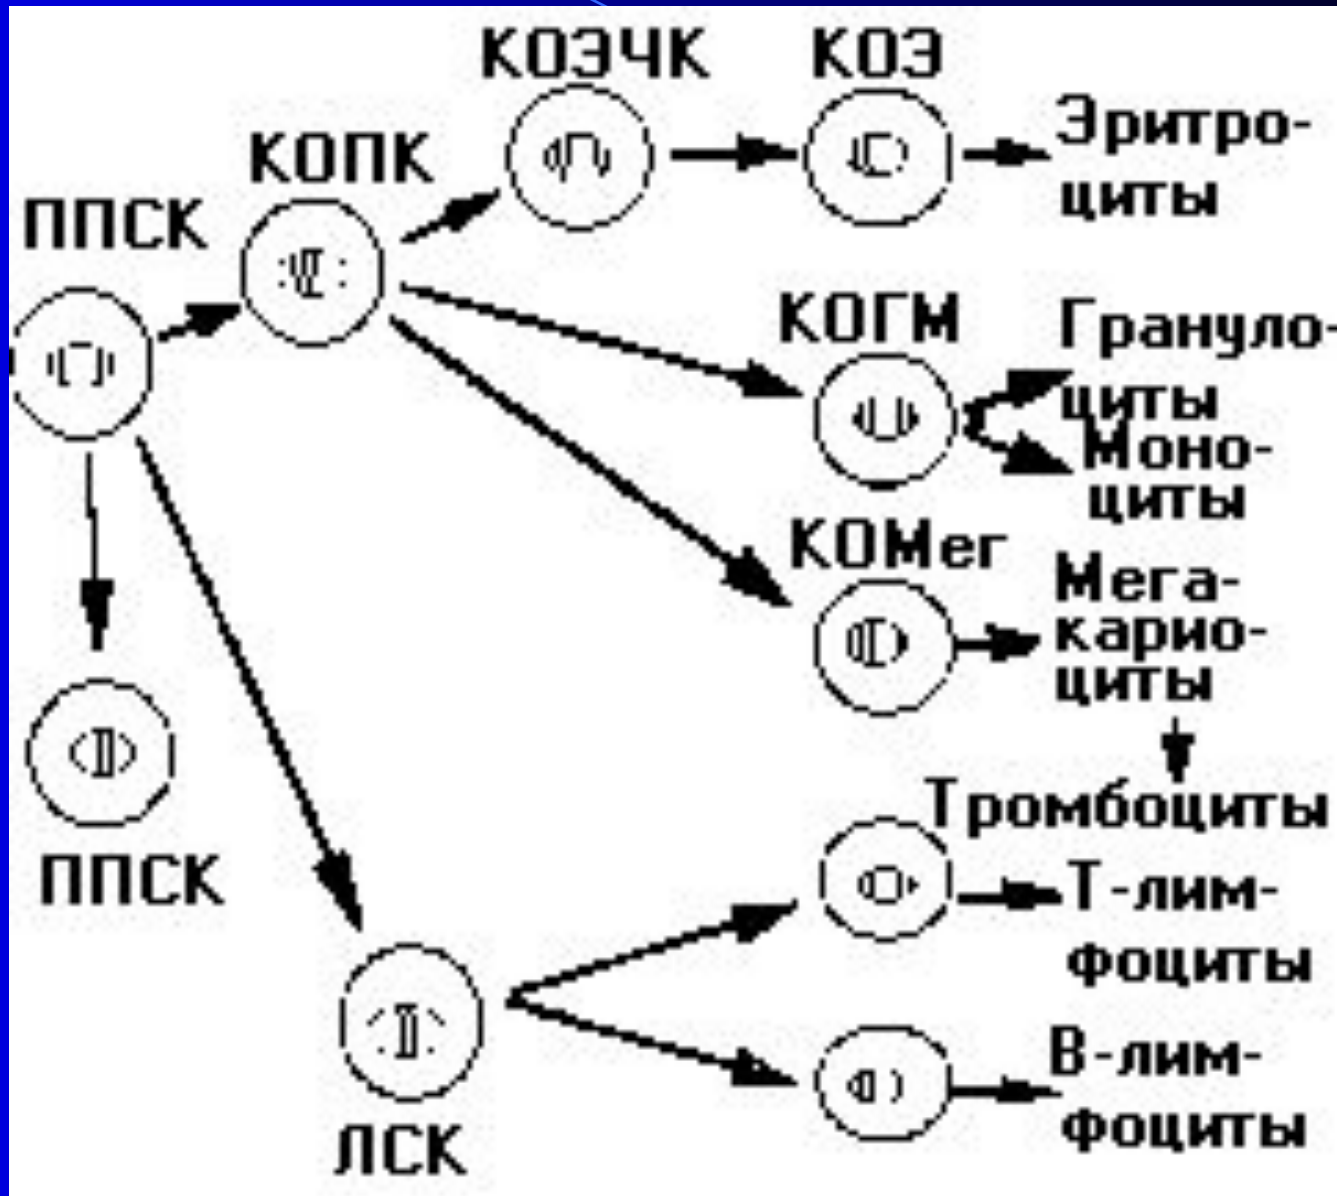 КОЭЧК
КОЭ
Эритро-
циты
КОПК
ППСК
КОГМ
Грануло-
циты
Моно-
циты
КОМег
Мега-
карио-
циты
Тромбоциты
ППСК
Т-лим-
фоциты
ЛСК
В-лим-
фоциты